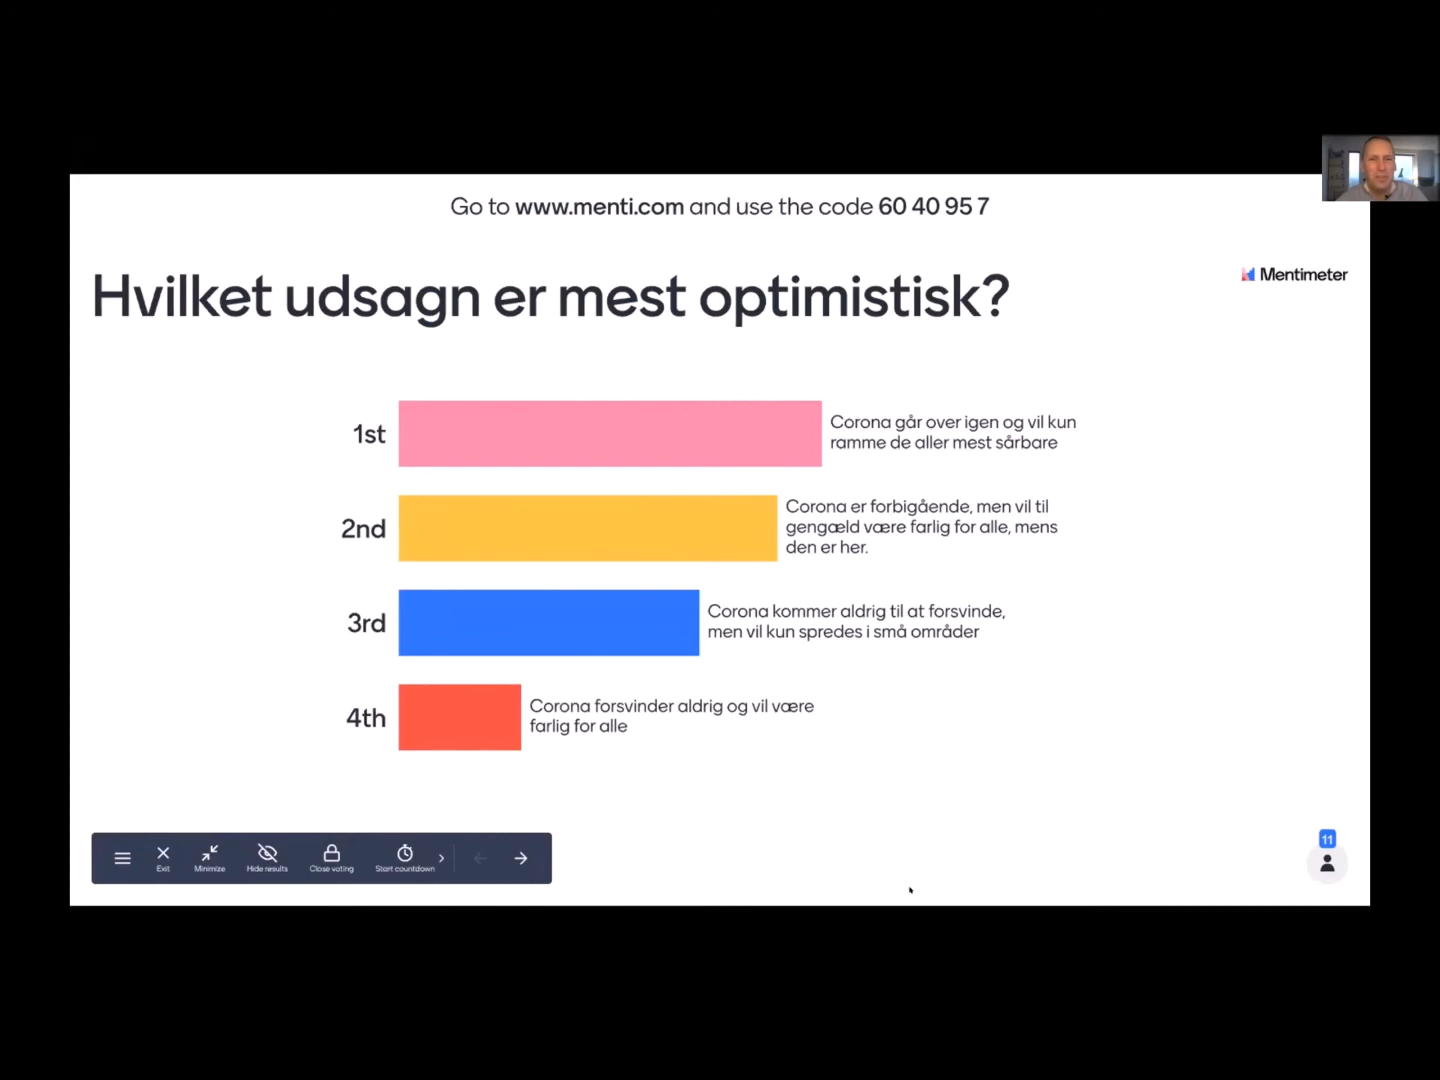 Go to www.menti.com and use the code 60 40 95 7
Hvilket udsagn er mest optimistisk?
Mentimeter
1st
Corona går over igen og vil kun
ramme de aller mest sårbare
2nd
Corona er forbigående, men vil til
gengæld være farlig for alle, mens
den er her.
3rd
Corona kommer aldrig til at forsvinde,
men vil kun spredes i små områder
4th
Corona forsvinder aldrig og vil være
farlig for alle
Exit
Minimize
Hide results
Close voting
Start countdown
11